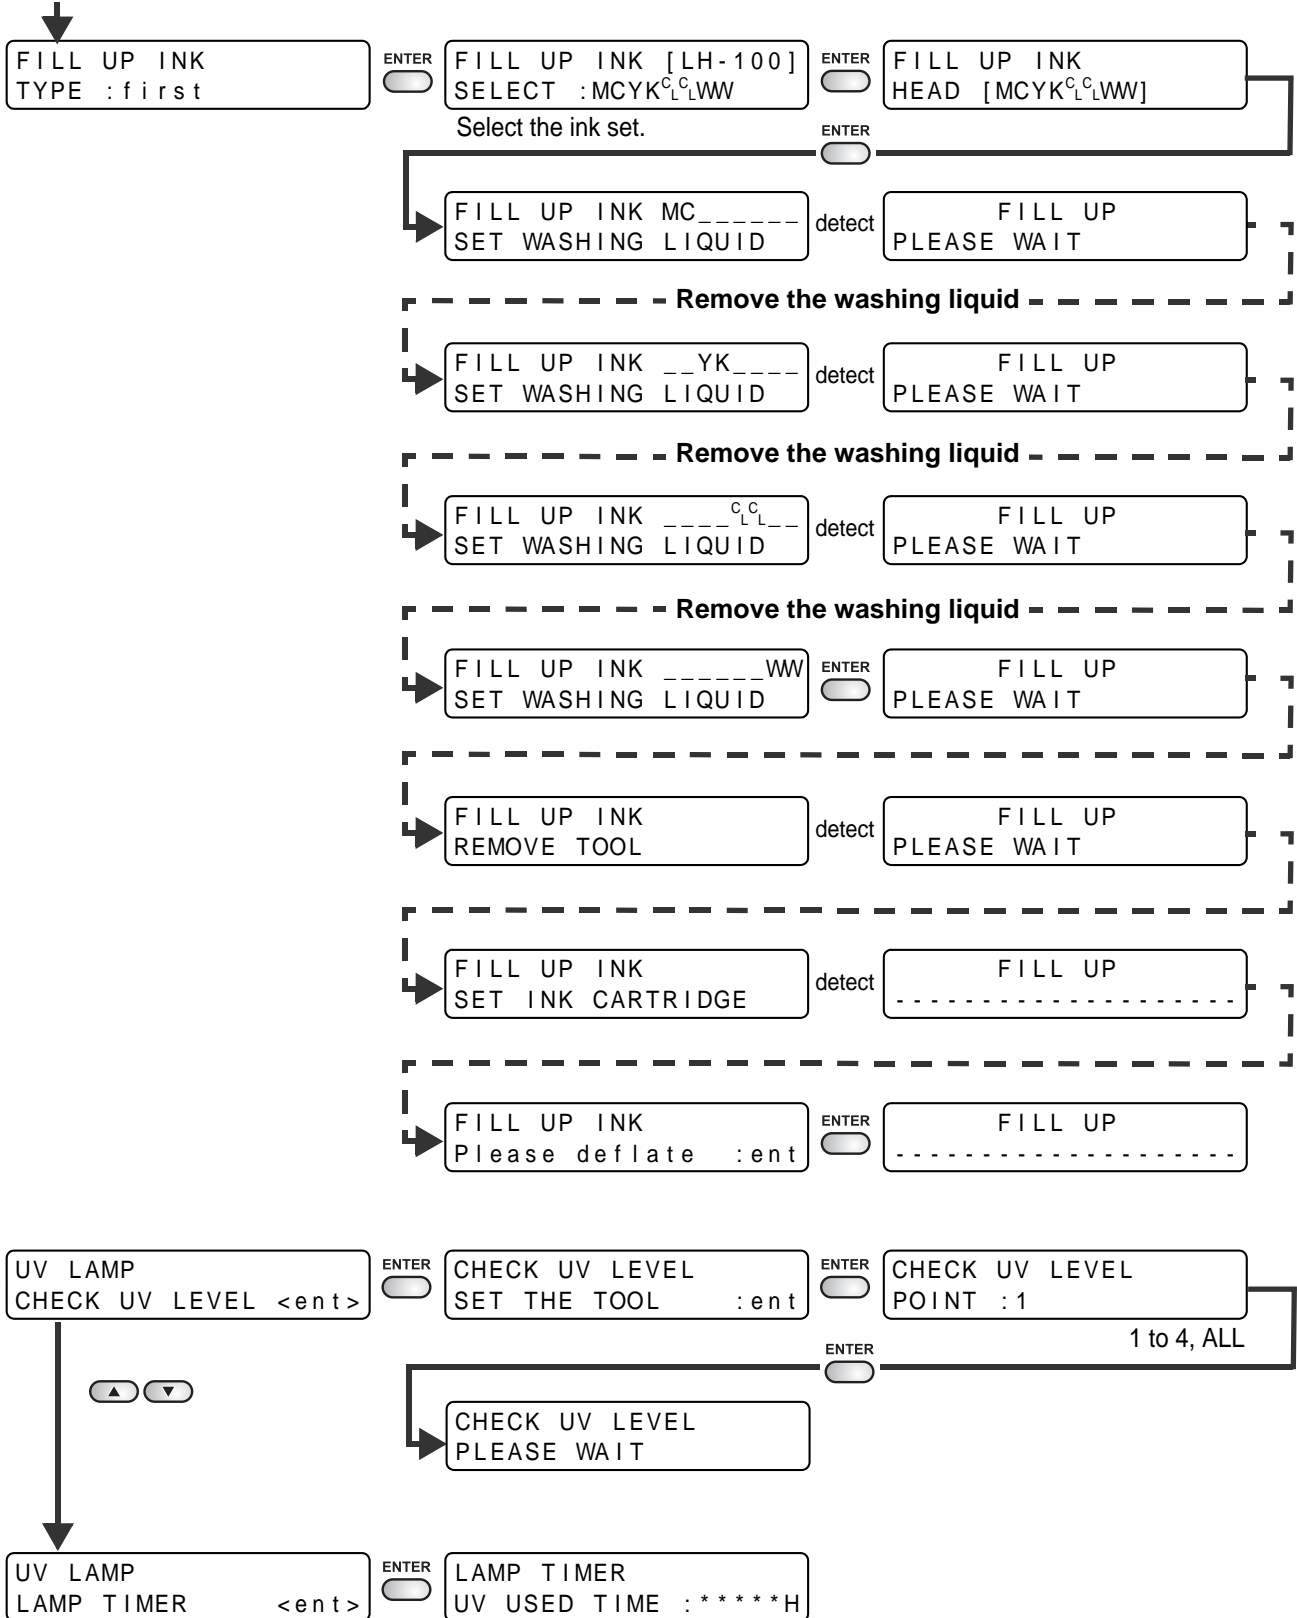 FILL UP INK
TYPE :first
ENTER
FILL UP INK [LH-100]
SELECT :MCYKCLCLWW
Select the ink set.
ENTER
FILL UP INK
HEAD [MCYKCLCLWW]
ENTER
FILL UP INK MC______
SET WASHING LIQUID
detect
FILL UP
PLEASE WAIT
Remove the washing liquid
FILL UP INK __YK____
SET WASHING LIQUID
detect
FILL UP
PLEASE WAIT
Remove the washing liquid
FILL UP INK ____CLCL__
SET WASHING LIQUID
detect
FILL UP
PLEASE WAIT
Remove the washing liquid
FILL UP INK ______WW
SET WASHING LIQUID
ENTER
FILL UP
PLEASE WAIT
FILL UP INK
REMOVE TOOL
detect
FILL UP
PLEASE WAIT
FILL UP INK
SET INK CARTRIDGE
detect
FILL UP
--------------------
FILL UP INK
Please deflate :ent
ENTER
FILL UP
--------------------
UV LAMP
CHECK UV LEVEL <ent>
ENTER
CHECK UV LEVEL
SET THE TOOL :ent
ENTER
CHECK UV LEVEL
POINT :1
1 to 4, ALL
ENTER
CHECK UV LEVEL
PLEASE WAIT
UV LAMP
LAMP TIMER <ent>
ENTER
LAMP TIMER
UV USED TIME :*****H